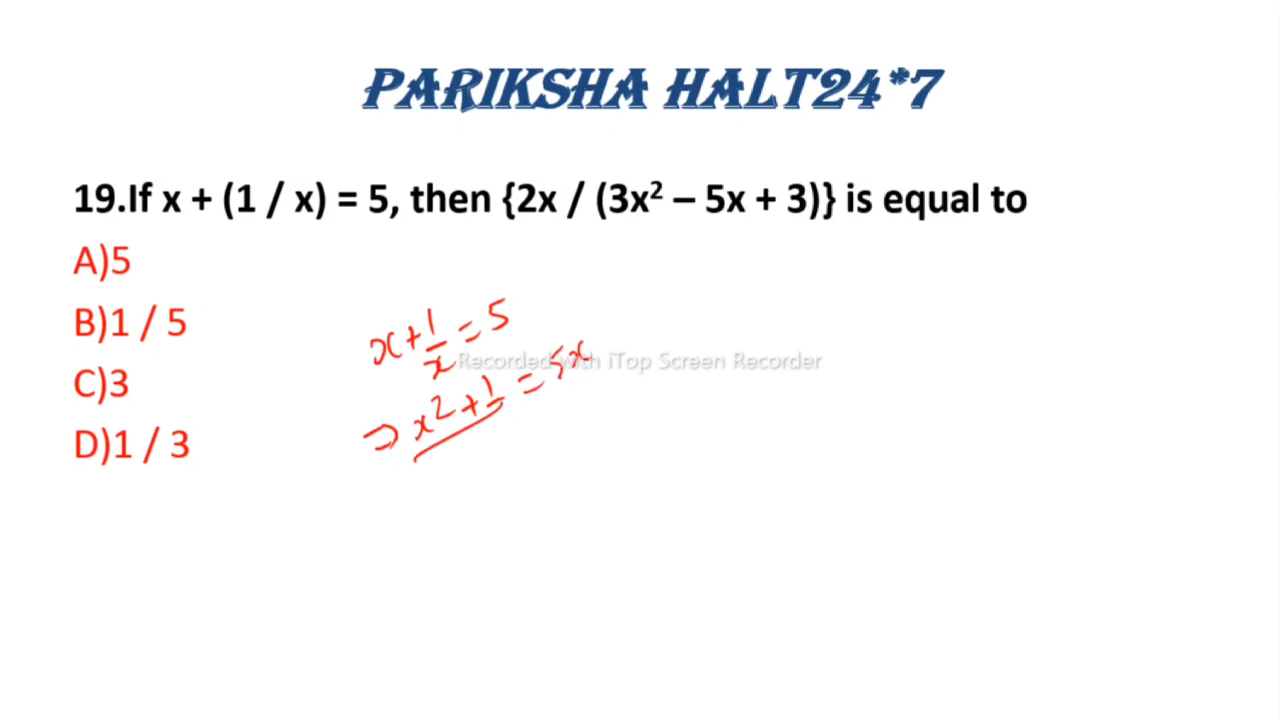 PARIKSHA HALT24*7
19.If x + (1 / x) = 5, then {2x / (3x² – 5x + 3)} is equal to
A)5
B)1 / 5
C)3
D)1 / 3
x + 1/x = 5
Recorded with iTop Screen Recorder
⇒ x² + 1 = 5x